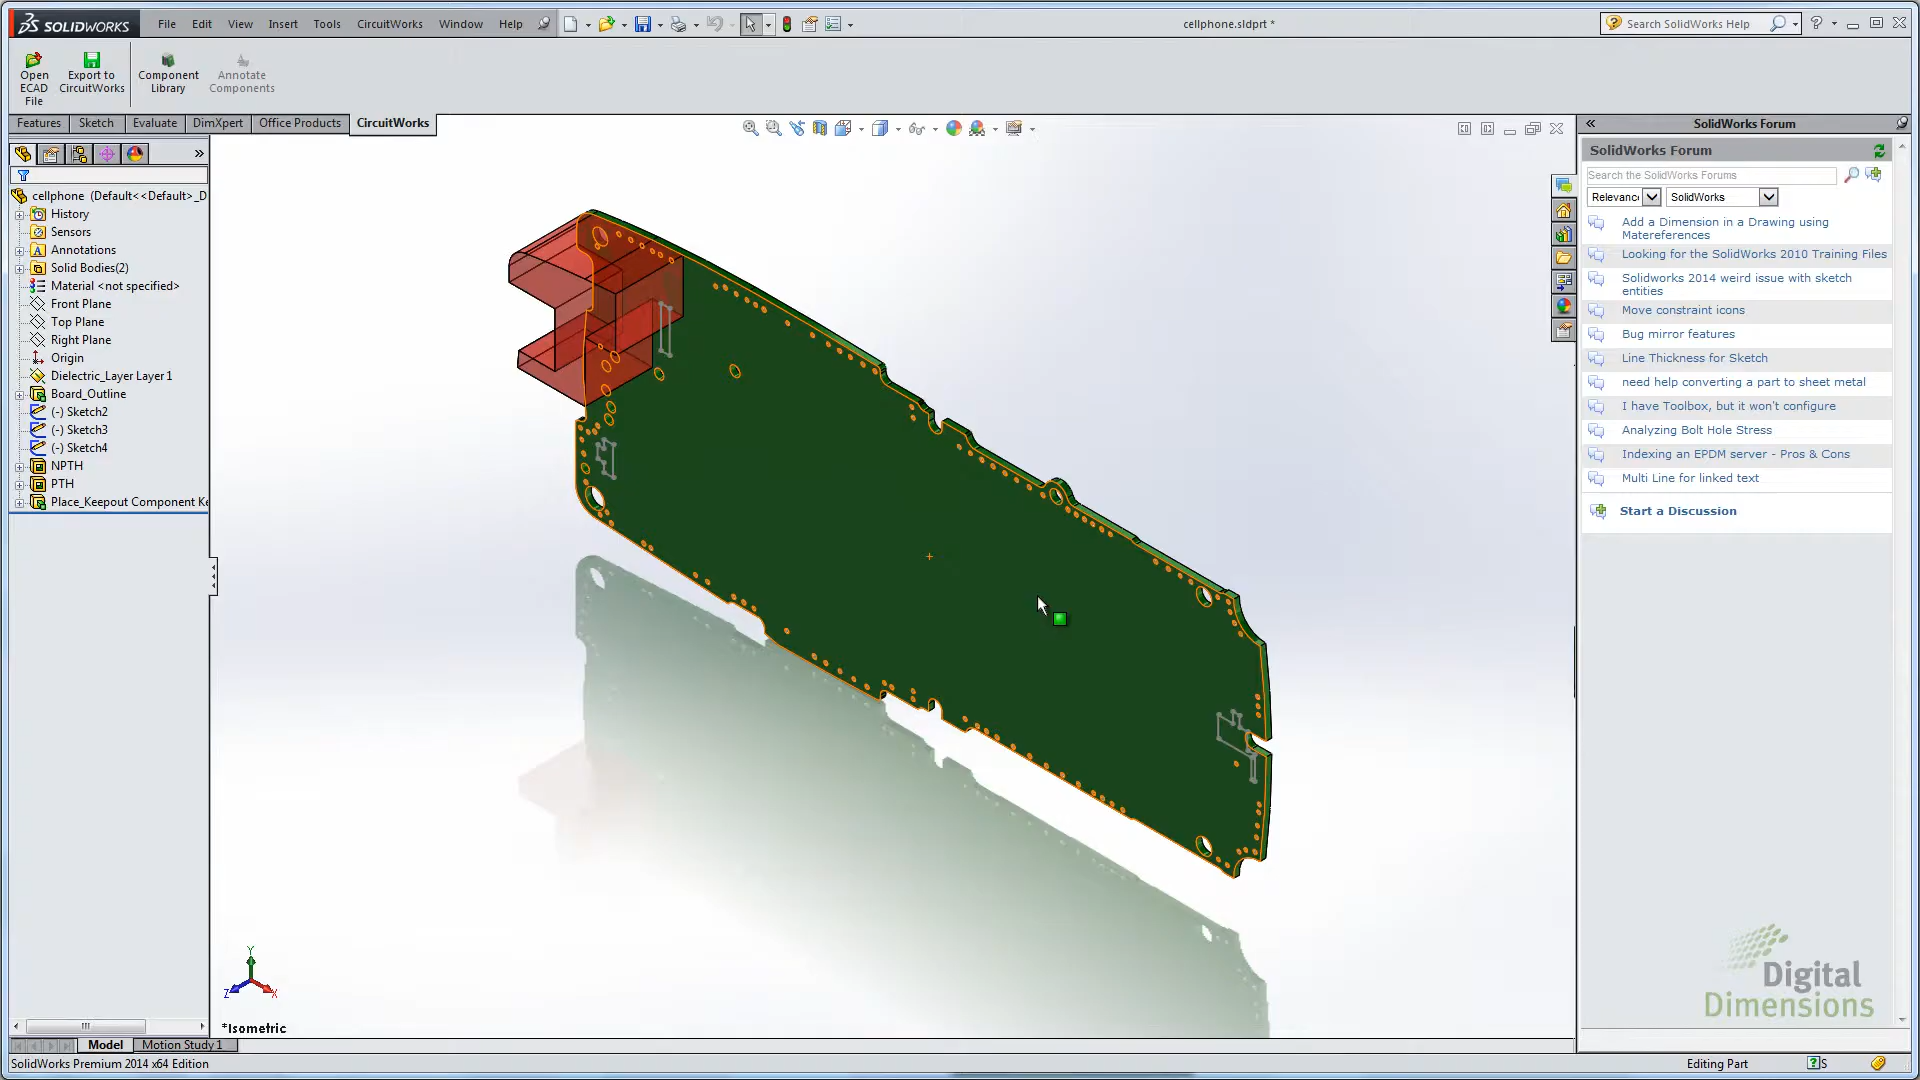 SOLIDWORKS
File Edit View Insert Tools CircuitWorks Window Help
cellphone.sldprt *
Search SolidWorks Help
Open ECAD File
Export to CircuitWorks
Component Library
Annotate Components
Features Sketch Evaluate DimXpert Office Products CircuitWorks
cellphone (Default<<Default>_D
History
Sensors
Annotations
Solid Bodies(2)
Material <not specified>
Front Plane
Top Plane
Right Plane
Origin
Dielectric_Layer Layer 1
Board_Outline
(-) Sketch2
(-) Sketch3
(-) Sketch4
NPTH
PTH
Place_Keepout Component Ke
Y
Z
X
*Isometric
Model Motion Study 1
SolidWorks Premium 2014 x64 Edition
Editing Part
SolidWorks Forum
SolidWorks Forum
Search the SolidWorks Forums
Relevanc SolidWorks
Add a Dimension in a Drawing using
Matereferences
Looking for the SolidWorks 2010 Training Files
Solidworks 2014 weird issue with sketch
entities
Move constraint icons
Bug mirror features
Line Thickness for Sketch
need help converting a part to sheet metal
I have Toolbox, but it won't configure
Analyzing Bolt Hole Stress
Indexing an EPDM server - Pros & Cons
Multi Line for linked text
Start a Discussion
Digital
Dimensions